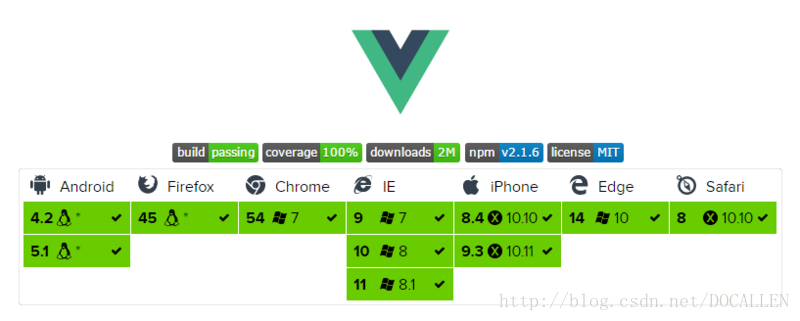 build passing coverage 100% downloads 2M npm v2.1.6 license MIT
Android Firefox Chrome IE iPhone Edge Safari
4.2 * ✔ 45 * ✔ 54 7 ✔ 9 7 ✔ 8.4 10.10 ✔ 14 10 ✔ 8 10.10 ✔
5.1 ✔ 10 8 ✔ 9.3 10.11 ✔
11 8.1 ✔
http://blog.csdn.net/DOCALLEN